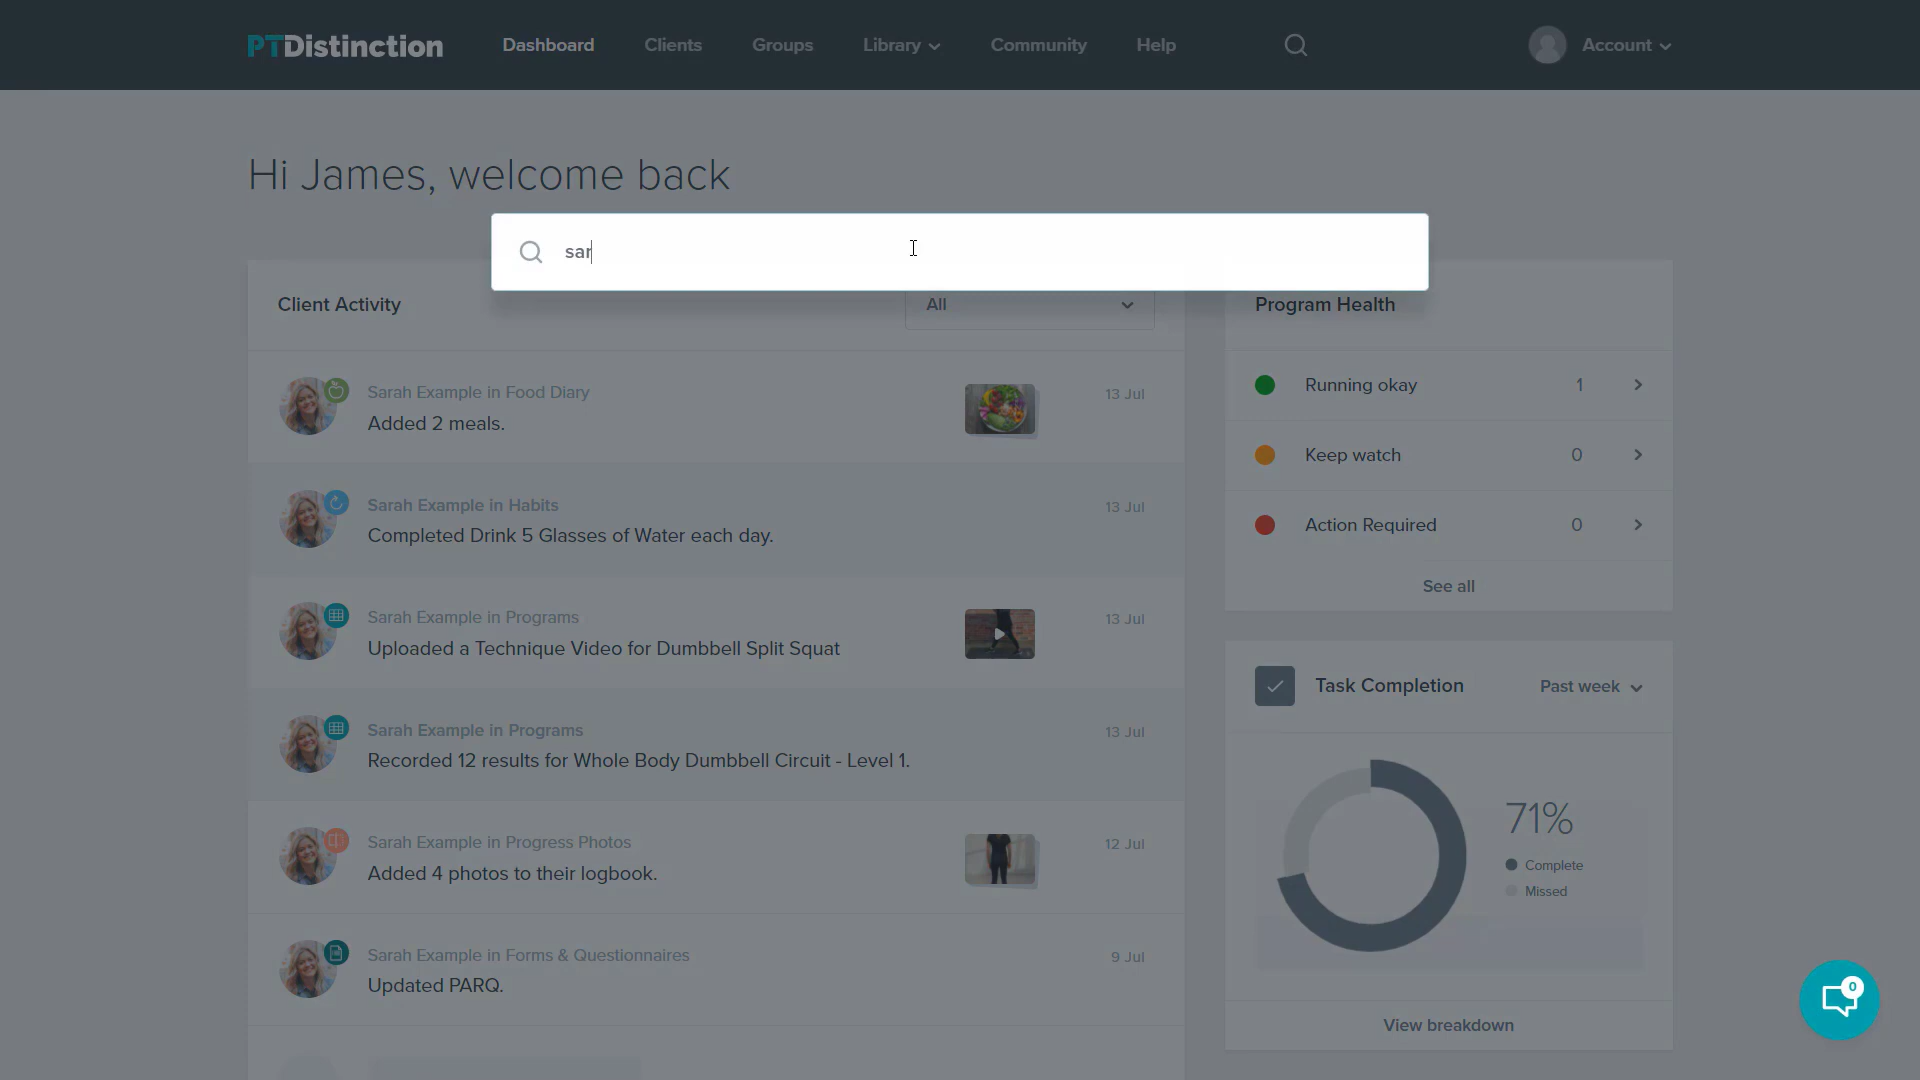 PTDistinction
Dashboard
Clients
Groups
Library
Community
Help
Account
Hi James, welcome back
sar
Client Activity
All
Sarah Example in Food Diary
13 Jul
Added 2 meals.
Sarah Example in Habits
13 Jul
Completed Drink 5 Glasses of Water each day.
Sarah Example in Programs
13 Jul
Uploaded a Technique Video for Dumbbell Split Squat
Sarah Example in Programs
13 Jul
Recorded 12 results for Whole Body Dumbbell Circuit - Level 1.
Sarah Example in Progress Photos
12 Jul
Added 4 photos to their logbook.
Sarah Example in Forms & Questionnaires
9 Jul
Updated PARQ.
Program Health
Running okay 1
Keep watch 0
Action Required 0
See all
Task Completion
Past week
71%
Complete
Missed
View breakdown
0